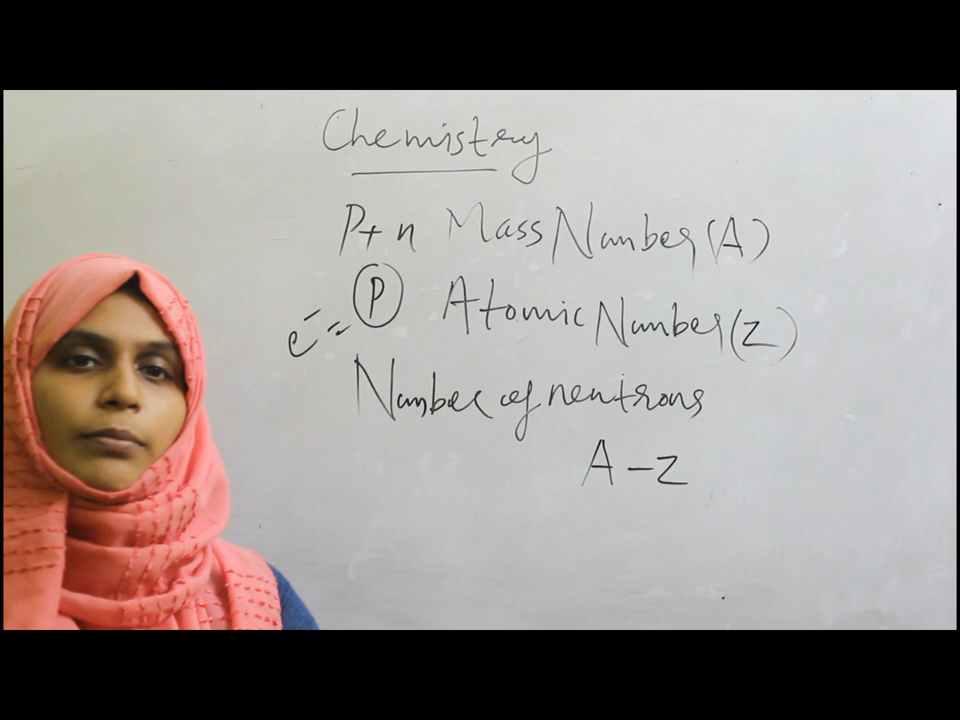 Chemistry
P+n Mass Number (A)
e⁻ = P Atomic Number (Z)
Number of neutrons
A - Z